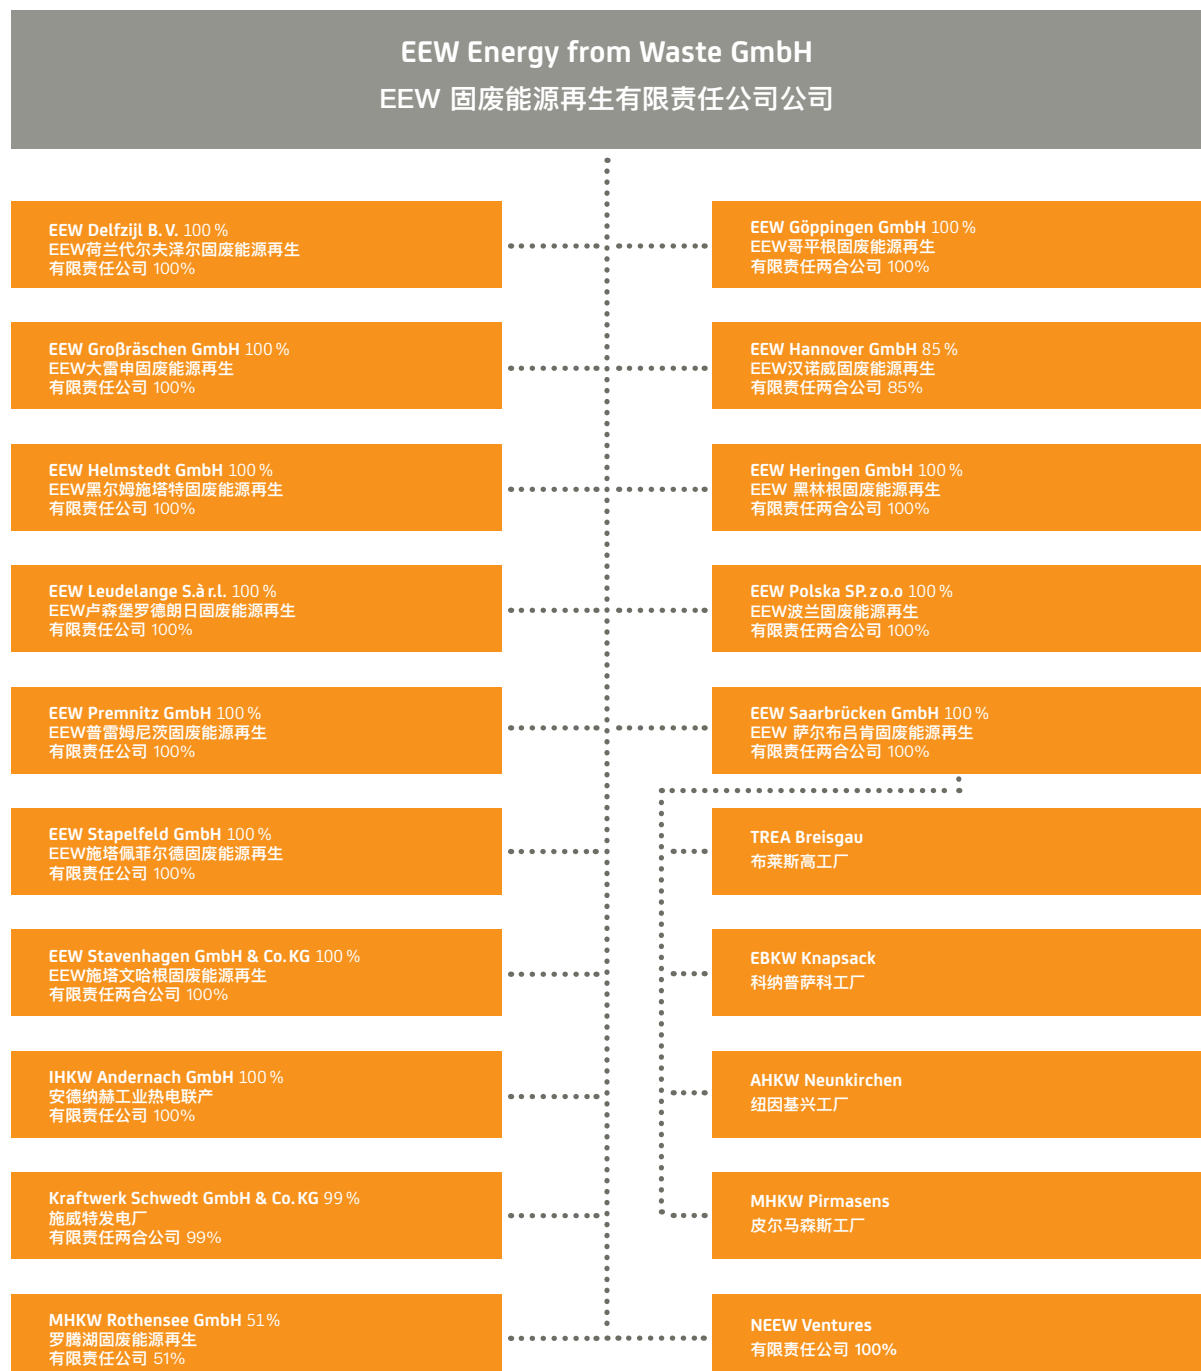 EEW Energy from Waste GmbH
EEW 固废能源再生有限责任公司公司
EEW Delfzijl B. V. 100 %
EEW荷兰代尔夫泽尔固废能源再生
有限责任公司 100%
EEW Göppingen GmbH 100 %
EEW哥平根固废能源再生
有限责任两合公司 100%
EEW Großräschen GmbH 100 %
EEW大雷申固废能源再生
有限责任公司 100%
EEW Hannover GmbH 85 %
EEW汉诺威固废能源再生
有限责任两合公司 85%
EEW Helmstedt GmbH 100 %
EEW黑尔姆施塔特固废能源再生
有限责任公司 100%
EEW Heringen GmbH 100 %
EEW 黑林根固废能源再生
有限责任两合公司 100%
EEW Leudelange S.à r.l. 100 %
EEW卢森堡罗德朗日固废能源再生
有限责任公司 100%
EEW Polska SP. z o.o 100 %
EEW波兰固废能源再生
有限责任两合公司 100%
EEW Premnitz GmbH 100 %
EEW普雷姆尼茨固废能源再生
有限责任公司 100%
EEW Saarbrücken GmbH 100 %
EEW 萨尔布吕肯固废能源再生
有限责任两合公司 100%
EEW Stapelfeld GmbH 100 %
EEW施塔佩菲尔德固废能源再生
有限责任公司 100%
TREA Breisgau
布莱斯高工厂
EEW Stavenhagen GmbH & Co. KG 100 %
EEW施塔文哈根固废能源再生
有限责任两合公司 100%
EBKW Knapsack
科纳普萨科工厂
IHKW Andernach GmbH 100 %
安德纳赫工业热电联产
有限责任公司 100%
AHKW Neunkirchen
纽因基兴工厂
Kraftwerk Schwedt GmbH & Co. KG 99 %
施威特发电厂
有限责任两合公司 99%
MHKW Pirmasens
皮尔马森斯工厂
MHKW Rothensee GmbH 51 %
罗腾湖固废能源再生
有限责任公司 51%
NEEW Ventures
有限责任公司 100%